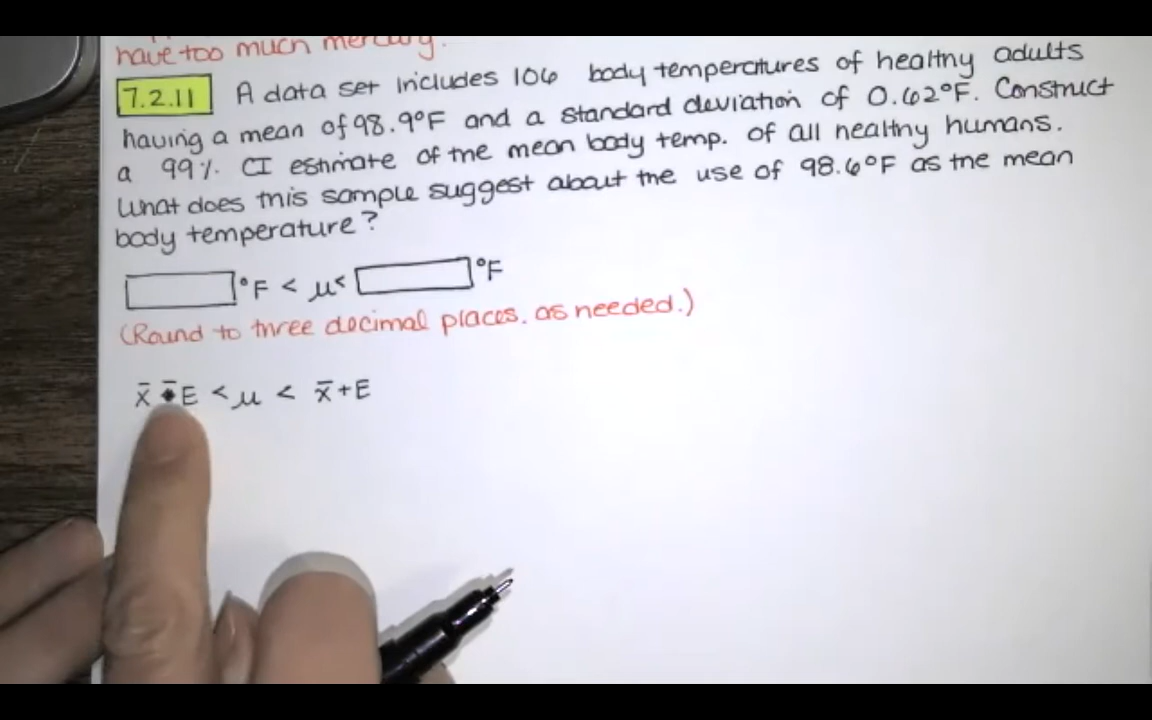 have too much mercury.
7.2.11 A data set includes 106 body temperatures of healthy adults
having a mean of 98.9°F and a standard deviation of 0.62°F. Construct
a 99% CI estimate of the mean body temp. of all healthy humans.
What does this sample suggest about the use of 98.6°F as the mean
body temperature?
°F < μ < °F
(Round to three decimal places. as needed.)
x̄ - E < μ < x̄ + E